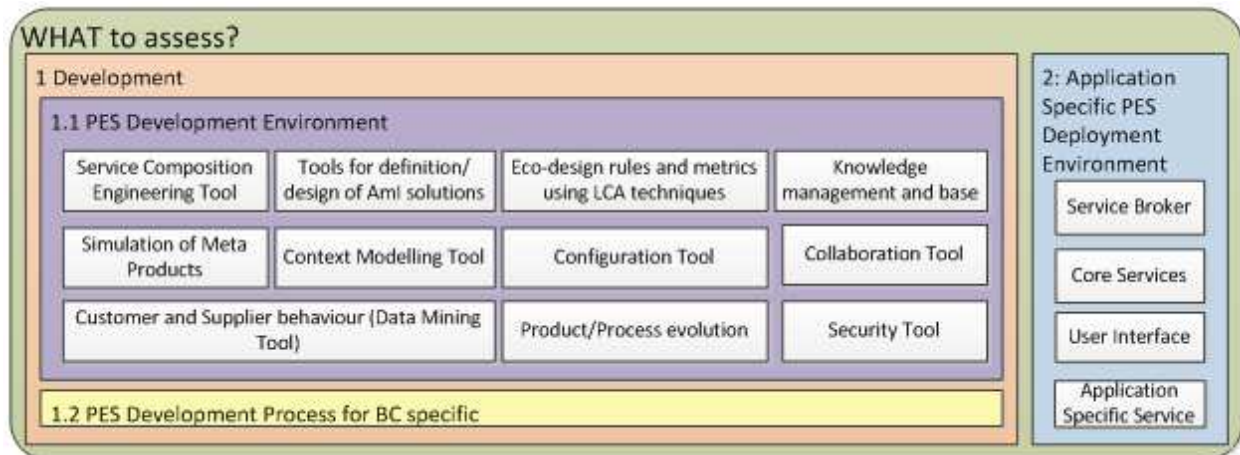 WHAT to assess?
1 Development
1.1 PES Development Environment
Service Composition
Engineering Tool
Tools for definition/
design of AmI solutions
Eco-design rules and metrics
using LCA techniques
Knowledge
management and base
Simulation of Meta
Products
Context Modelling Tool
Configuration Tool
Collaboration Tool
Customer and Supplier behaviour (Data Mining
Tool)
Product/Process evolution
Security Tool
1.2 PES Development Process for BC specific
2: Application
Specific PES
Deployment
Environment
Service Broker
Core Services
User Interface
Application
Specific Service